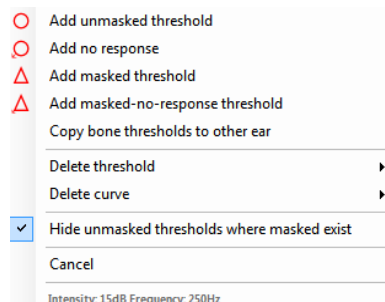 Add unmasked threshold
Add no response
Add masked threshold
Add masked-no-response threshold
Copy bone thresholds to other ear
Delete threshold
Delete curve
Hide unmasked thresholds where masked exist
Cancel
Intensity: 15dB Frequency: 250Hz